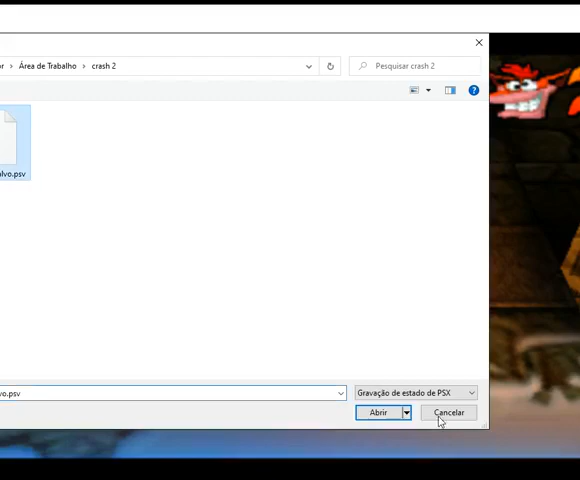 Área de Trabalho > crash 2
Pesquisar crash 2
lvo.psv
vo.psv
Gravação de estado de PSX
Abrir
Cancelar